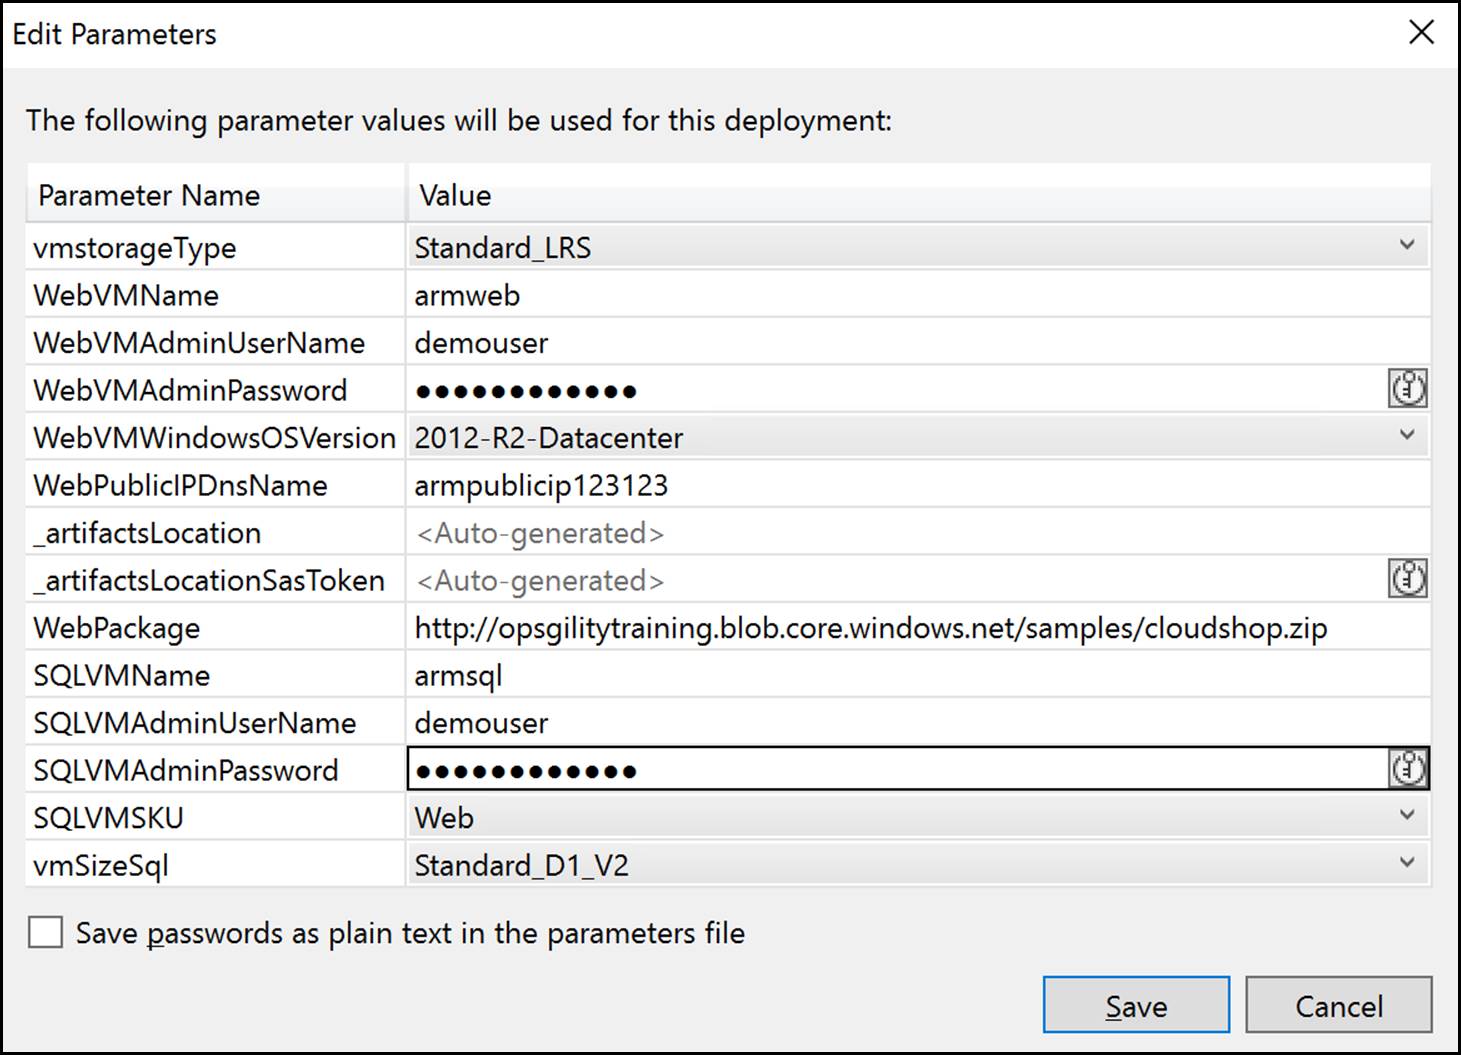 Edit Parameters
The following parameter values will be used for this deployment:
Parameter Name Value
vmstorageType Standard_LRS
WebVMName armweb
WebVMAdminUserName demouser
WebVMAdminPassword ●●●●●●●●●●●●
WebVMWindowsOSVersion 2012-R2-Datacenter
WebPublicIPDnsName armpublicip123123
_artifactsLocation <Auto-generated>
_artifactsLocationSasToken <Auto-generated>
WebPackage http://opsgilitytraining.blob.core.windows.net/samples/cloudshop.zip
SQLVMName armsql
SQLVMAdminUserName demouser
SQLVMAdminPassword ●●●●●●●●●●●●
SQLVMSKU Web
vmSizeSql Standard_D1_V2
Save passwords as plain text in the parameters file
Save Cancel